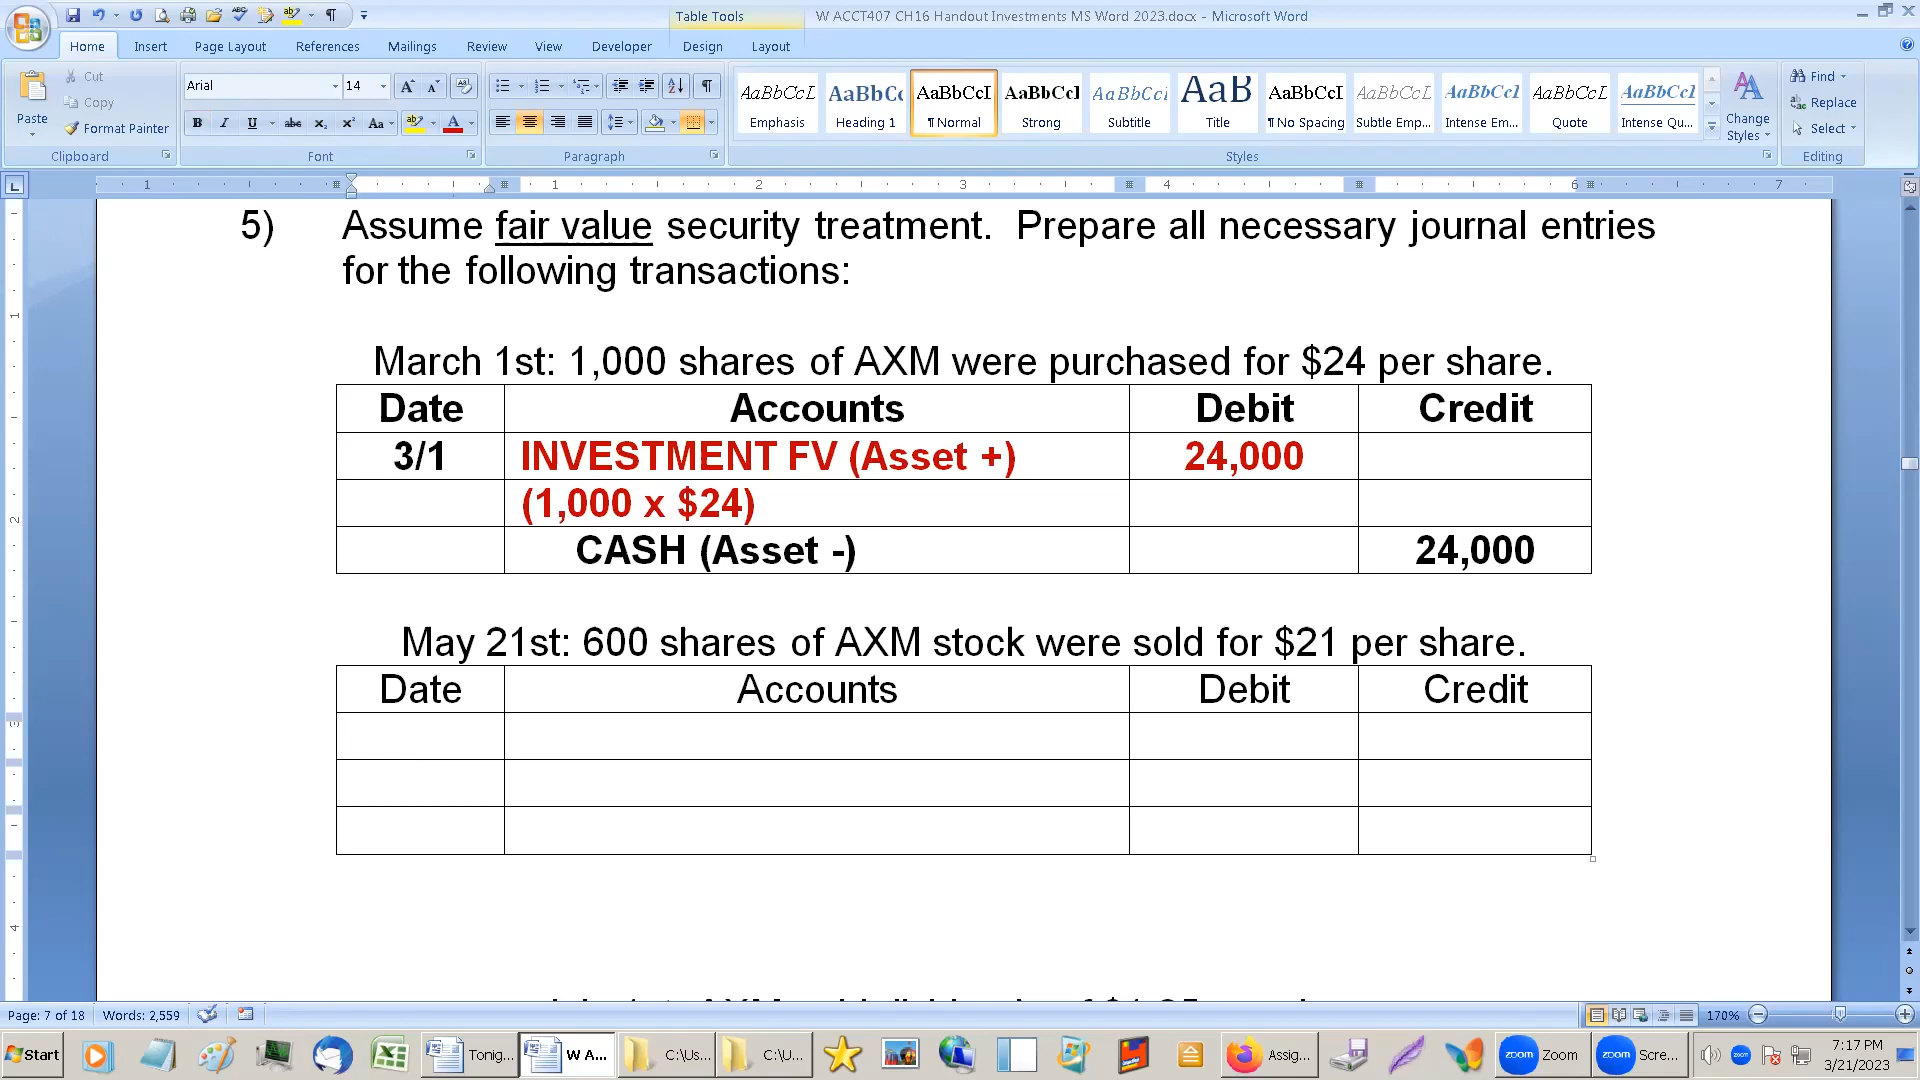 Table Tools
W ACCT407 CH16 Handout Investments MS Word 2023.docx - Microsoft Word
Home Insert Page Layout References Mailings Review View Developer Design Layout
Cut
Copy
Format Painter
Paste
Clipboard
Arial 14
Font
Paragraph
AaBbCcL AaBbCc AaBbCcI AaBbCcI AaBbCcI AaB AaBbCcI AaBbCcL AaBbCcI AaBbCcL AaBbCcI
Emphasis Heading 1 ¶ Normal Strong Subtitle Title ¶ No Spacing Subtle Emp... Intense Em... Quote Intense Qu...
Styles
Change Styles
Find
Replace
Select
Editing
5) Assume fair value security treatment. Prepare all necessary journal entries
for the following transactions:
March 1st: 1,000 shares of AXM were purchased for $24 per share.
Date Accounts Debit Credit
3/1 INVESTMENT FV (Asset +) 24,000
(1,000 x $24)
CASH (Asset -) 24,000
May 21st: 600 shares of AXM stock were sold for $21 per share.
Date Accounts Debit Credit
Page: 7 of 18 Words: 2,559 170%
Start Tonig... W A... C:\Us... C:\U... Assig... Zoom Scre... 7:17 PM
3/21/2023